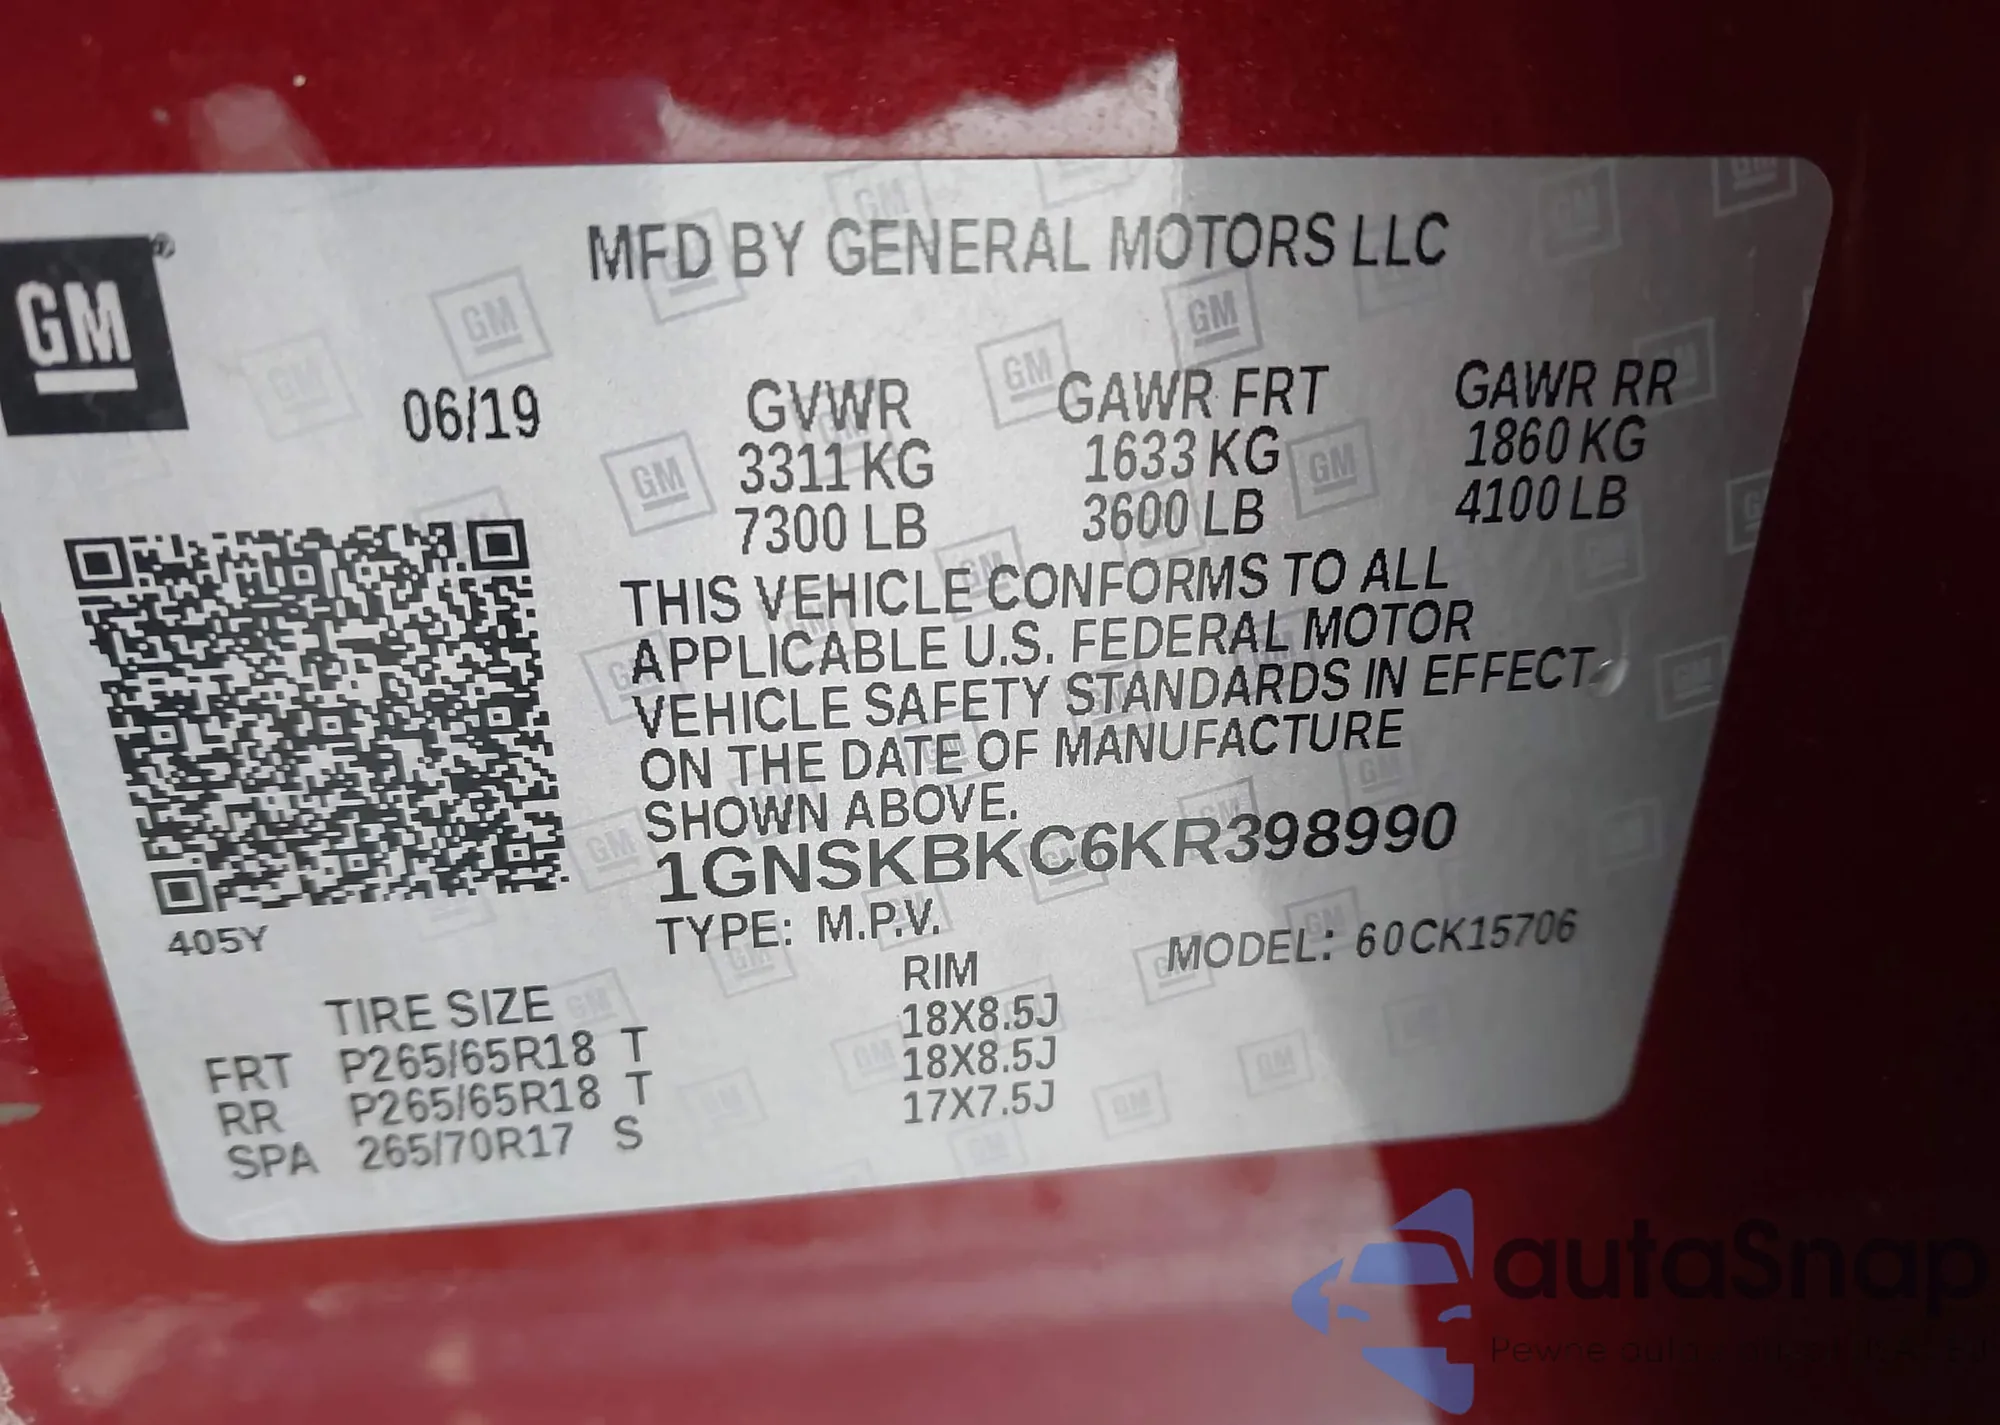 GM
MFD BY GENERAL MOTORS LLC
06/19
GVWR GAWR FRT GAWR RR
3311 KG 1633 KG 1860 KG
7300 LB 3600 LB 4100 LB
THIS VEHICLE CONFORMS TO ALL
APPLICABLE U.S. FEDERAL MOTOR
VEHICLE SAFETY STANDARDS IN EFFECT
ON THE DATE OF MANUFACTURE
SHOWN ABOVE.
1GNSKBKC6KR398990
405Y
TYPE: M.P.V. MODEL: 60CK15706
TIRE SIZE RIM
FRT P265/65R18 T 18X8.5J
RR P265/65R18 T 18X8.5J
SPA 265/70R17 S 17X7.5J
autaSnap
Pewne auta